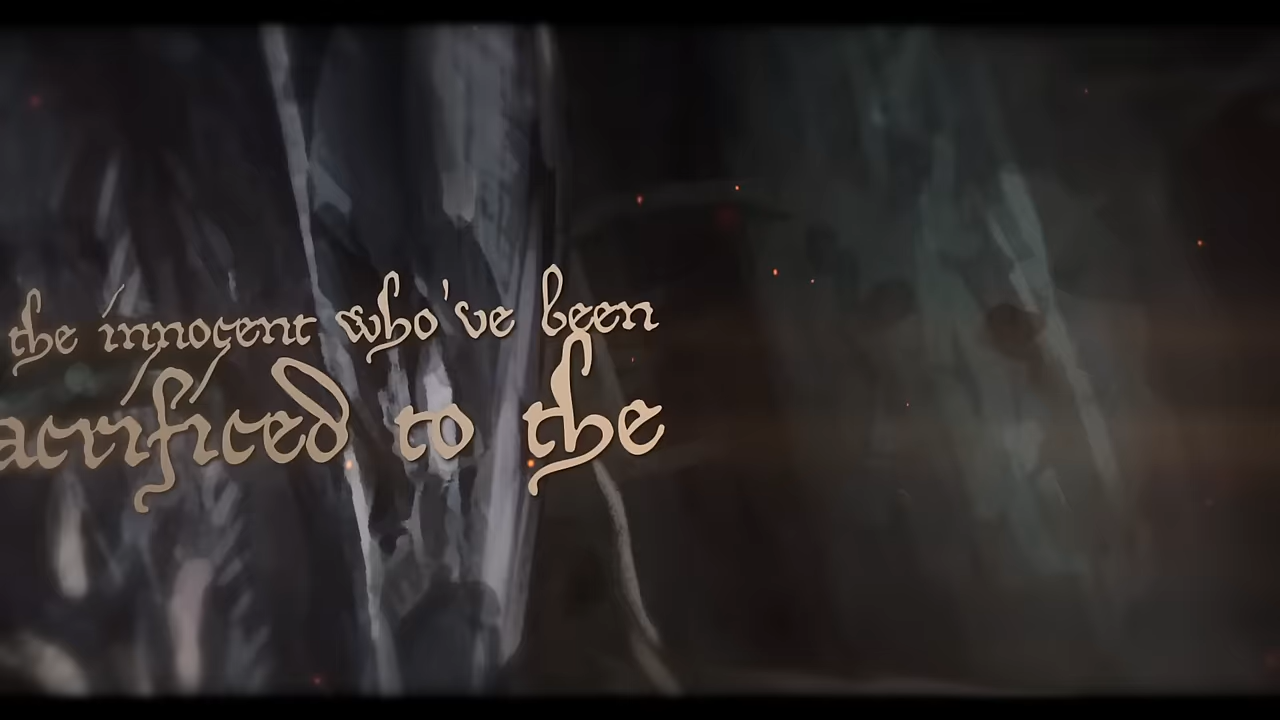 the innocent who've been
acrificed to the